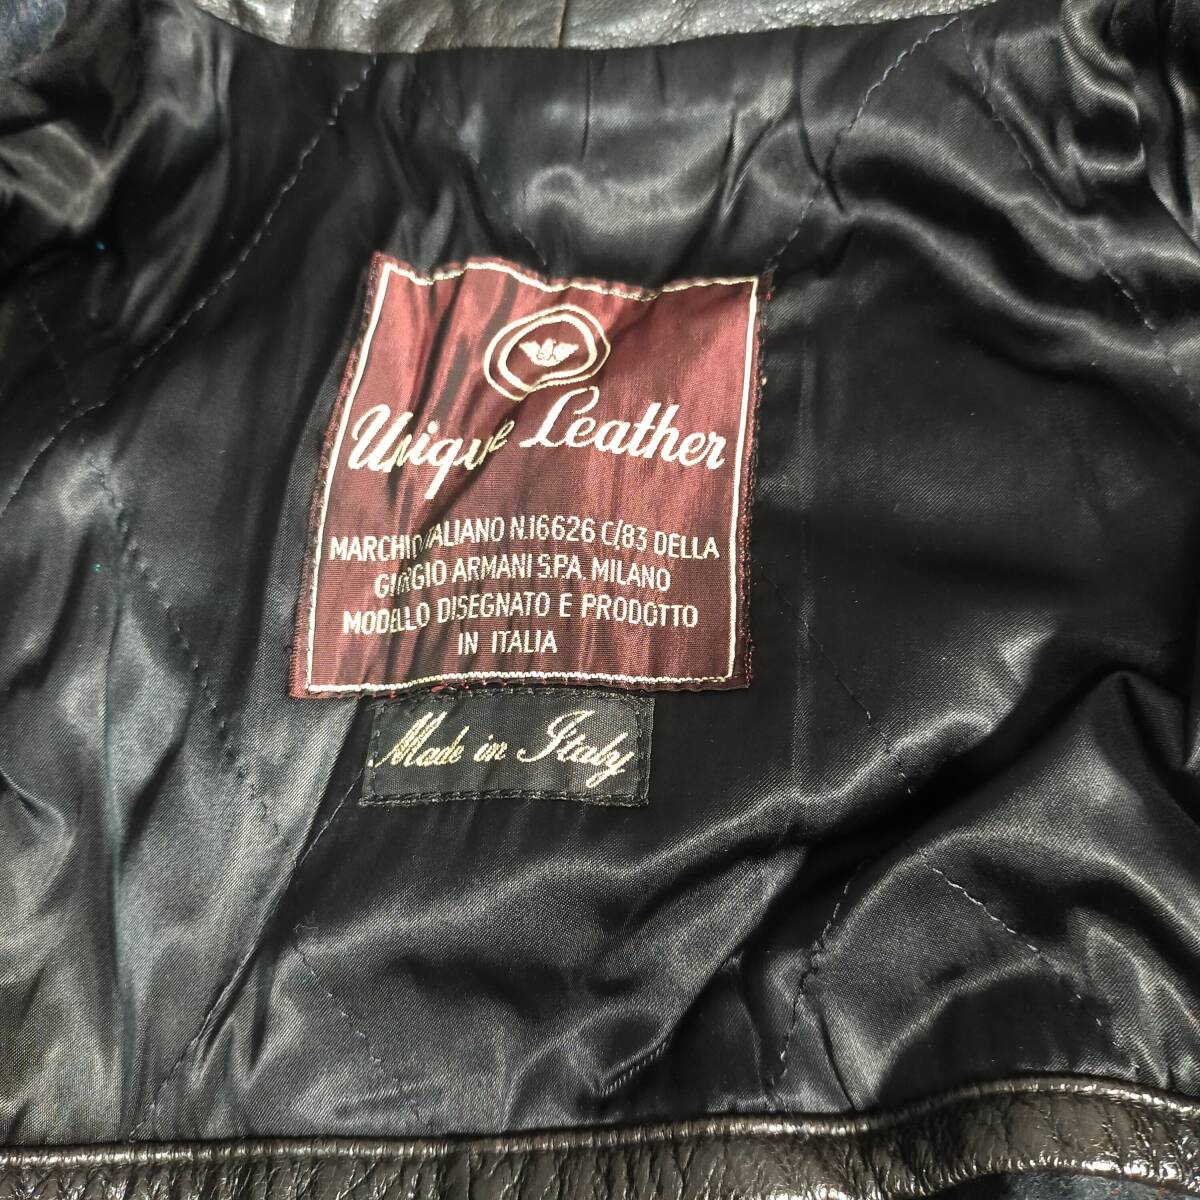 Unique Leather
MARCHIO ITALIANO N.16626 C/83 DELLA
GIORGIO ARMANI S.P.A. MILANO
MODELLO DISEGNATO E PRODOTTO
IN ITALIA
Made in Italy